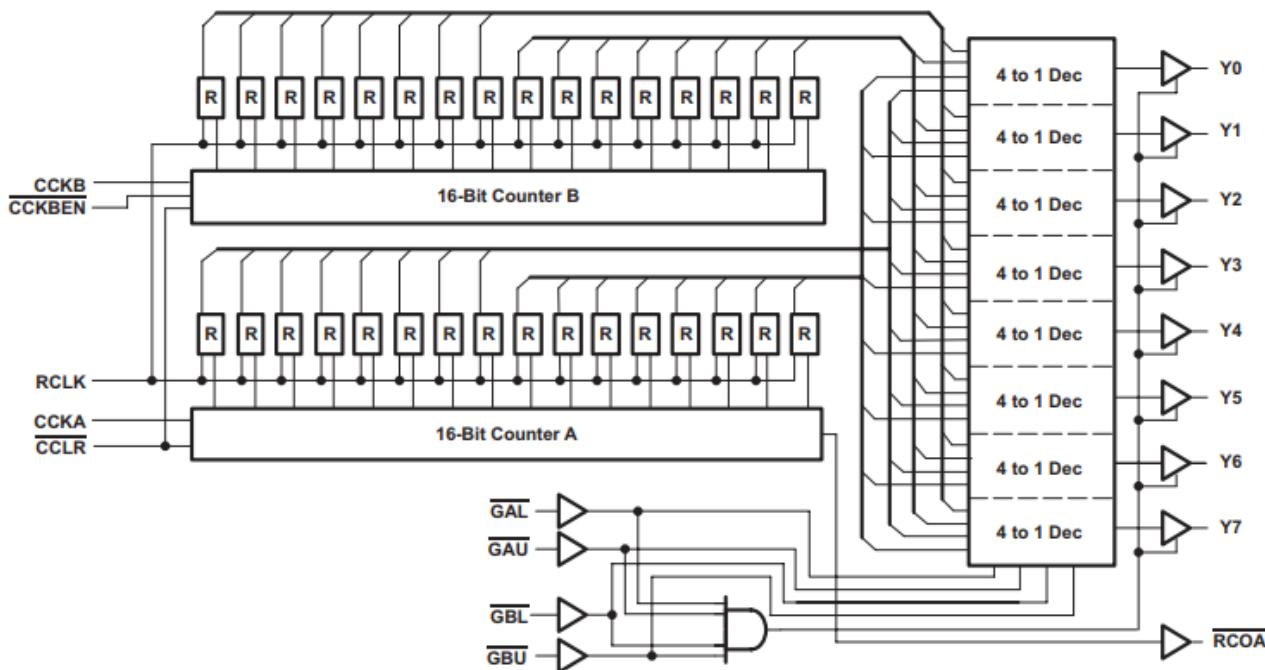 R R R R R R R R R R R R R R R R
CCKB
CCKBEN
16-Bit Counter B
R R R R R R R R R R R R R R R R
RCLK
CCKA
CCLR
16-Bit Counter A
GAL
GAU
GBL
GBU
4 to 1 Dec
4 to 1 Dec
4 to 1 Dec
4 to 1 Dec
4 to 1 Dec
4 to 1 Dec
4 to 1 Dec
4 to 1 Dec
Y0
Y1
Y2
Y3
Y4
Y5
Y6
Y7
RCOA